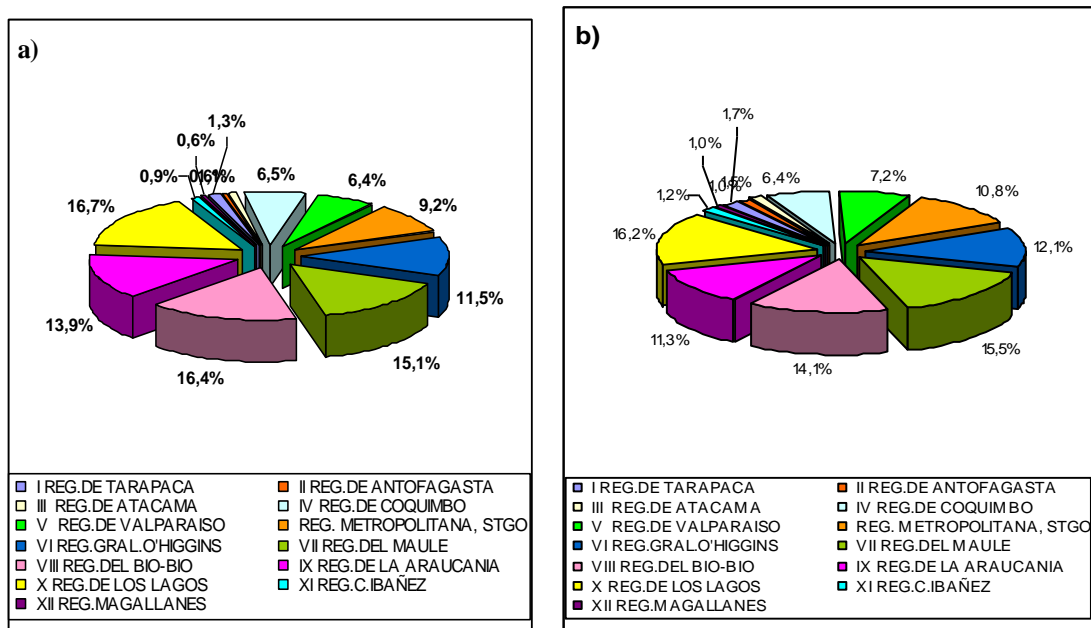 a)
1,3%
0,6%
0,9%
6,5%
6,4%
16,7%
9,2%
11,5%
13,9%
15,1%
16,4%
I REG.DE TARAPACA
II REG.DE ANTOFAGASTA
III REG.DE ATACAMA
IV REG.DE COQUIMBO
V REG.DE VALPARAISO
REG. METROPOLITANA, STGO
VI REG.GRAL.O'HIGGINS
VII REG.DEL MAULE
VIII REG.DEL BIO-BIO
IX REG.DE LA ARAUCANIA
X REG.DE LOS LAGOS
XI REG.C.IBAÑEZ
XII REG.MAGALLANES
b)
1,7%
1,0%
1,2%
1,0%
6,4%
7,2%
10,8%
16,2%
12,1%
11,3%
15,5%
14,1%
I REG.DE TARAPACA
II REG.DE ANTOFAGASTA
III REG.DE ATACAMA
IV REG.DE COQUIMBO
V REG.DE VALPARAISO
REG. METROPOLITANA, STGO
VI REG.GRAL.O'HIGGINS
VII REG.DEL MAULE
VIII REG.DEL BIO-BIO
IX REG.DE LA ARAUCANIA
X REG.DE LOS LAGOS
XI REG.C.IBAÑEZ
XII REG.MAGALLANES